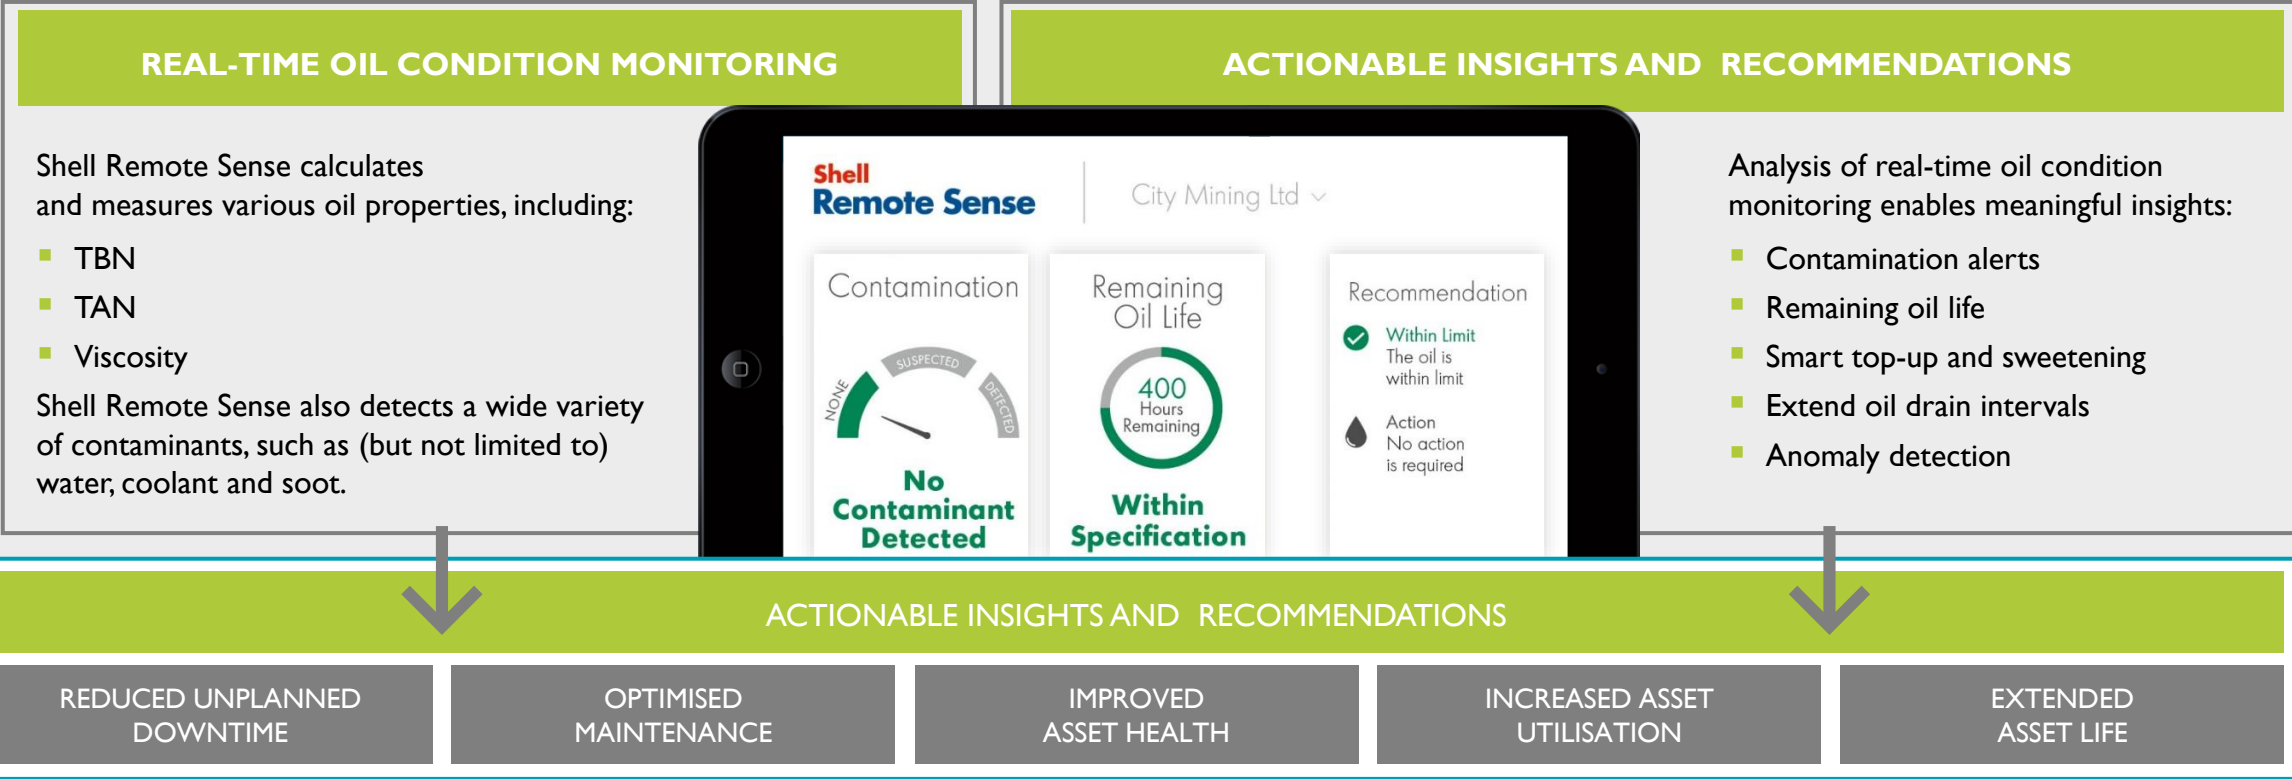 REAL-TIME OIL CONDITION MONITORING
Shell Remote Sense calculates
and measures various oil properties, including:
TBN
TAN
Viscosity
Shell Remote Sense also detects a wide variety
of contaminants, such as (but not limited to)
water, coolant and soot.
Shell
Remote Sense
City Mining Ltd
Contamination
NONE
SUSPECTED
DETECTED
No
Contaminant
Detected
Remaining
Oil Life
400
Hours
Remaining
Within
Specification
Recommendation
Within Limit
The oil is
within limit
Action
No action
is required
ACTIONABLE INSIGHTS AND RECOMMENDATIONS
Analysis of real-time oil condition
monitoring enables meaningful insights:
Contamination alerts
Remaining oil life
Smart top-up and sweetening
Extend oil drain intervals
Anomaly detection
ACTIONABLE INSIGHTS AND RECOMMENDATIONS
REDUCED UNPLANNED
DOWNTIME
OPTIMISED
MAINTENANCE
IMPROVED
ASSET HEALTH
INCREASED ASSET
UTILISATION
EXTENDED
ASSET LIFE